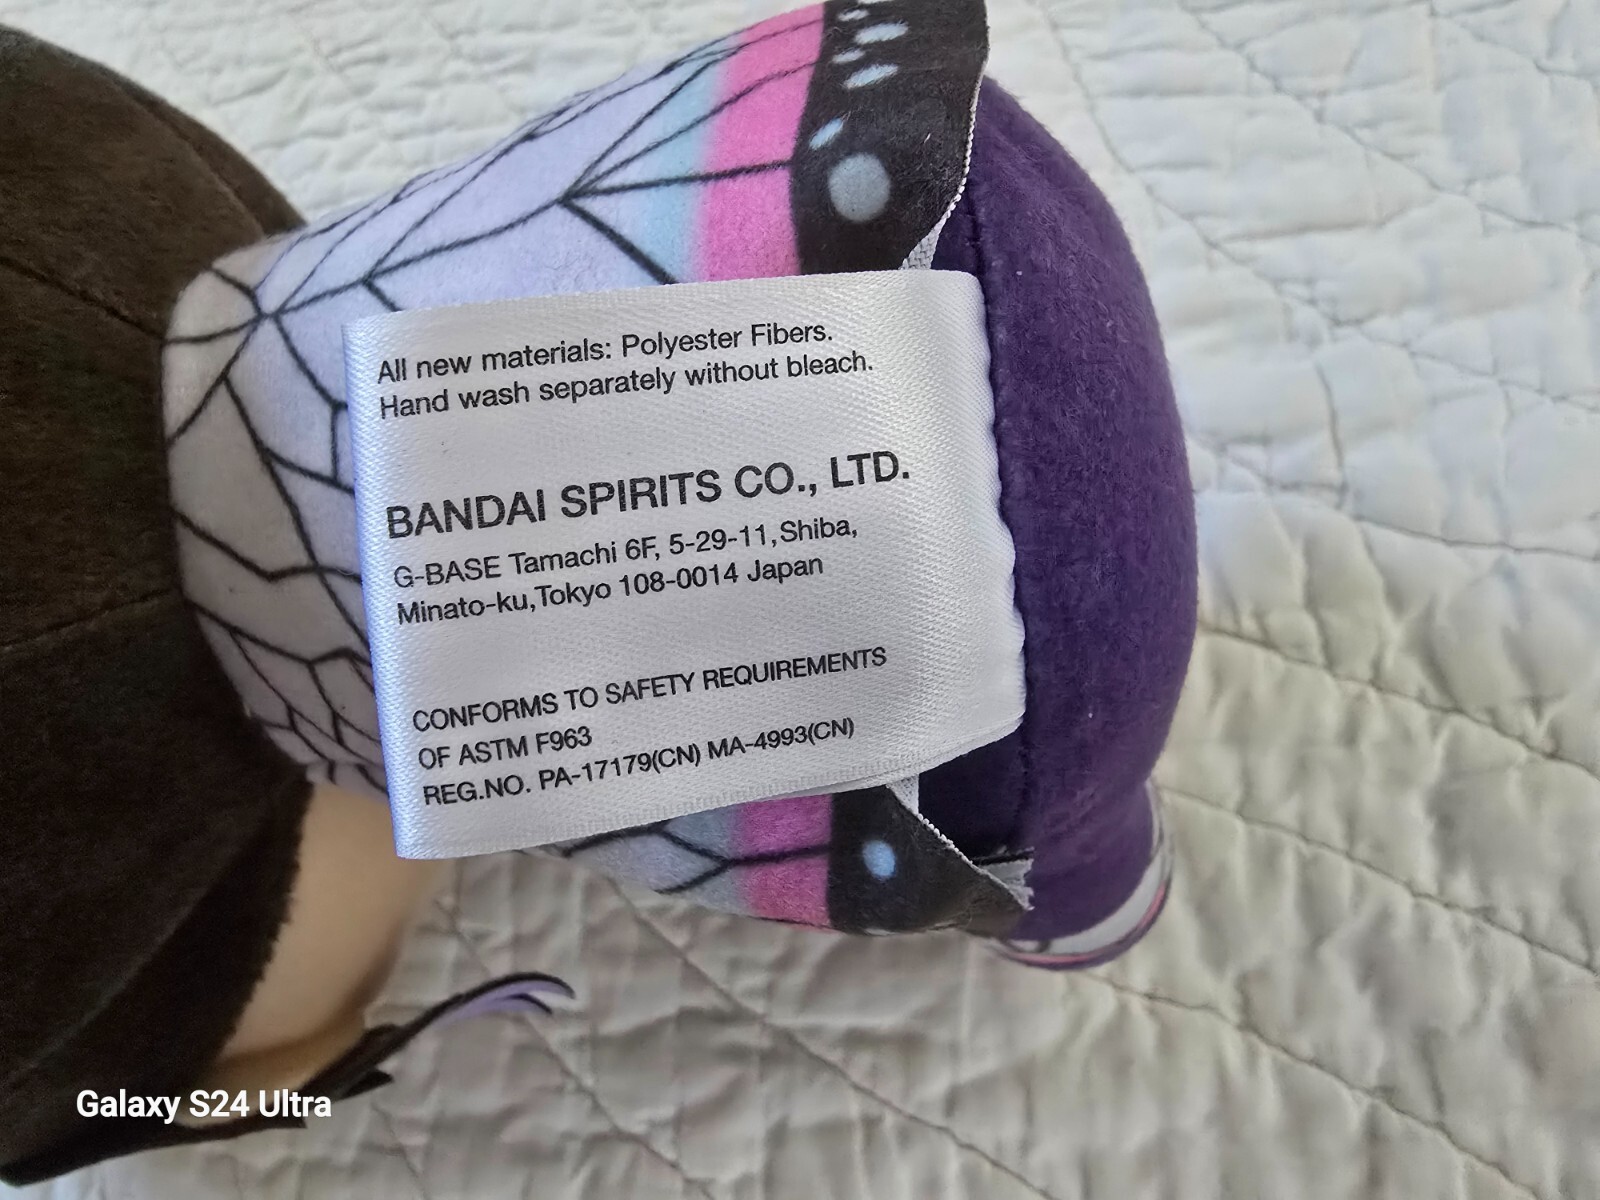 All new materials: Polyester Fibers.
Hand wash separately without bleach.
BANDAI SPIRITS CO., LTD.
G-BASE Tamachi 6F, 5-29-11,Shiba,
Minato-ku,Tokyo 108-0014 Japan
CONFORMS TO SAFETY REQUIREMENTS
OF ASTM F963
REG.NO. PA-17179(CN) MA-4993(CN)
Galaxy S24 Ultra